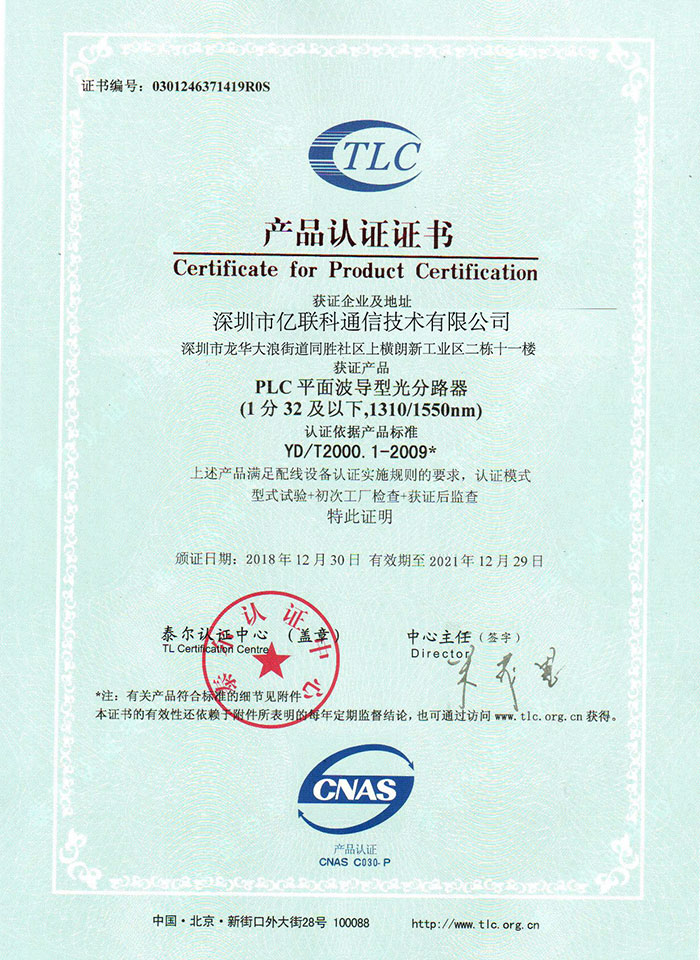 证书编号：0301246371419R0S
TLC
产品认证证书
Certificate for Product Certification
获证企业及地址
深圳市亿联科通信技术有限公司
深圳市龙华大浪街道同胜社区上横朗新工业区二栋十一楼
获证产品
PLC 平面波导型光分路器
(1 分 32 及以下,1310/1550nm)
认证依据产品标准
YD/T2000.1-2009*
上述产品满足配线设备认证实施规则的要求，认证模式
型式试验+初次工厂检查+获证后监查
特此证明
颁证日期：2018 年 12 月 30 日 有效期至 2021 年 12 月 29 日
泰尔认证中心 （盖章） 中心主任（签字）
TL Certification Centre Director
泰尔认证中心
*注：有关产品符合标准的细节见附件
本证书的有效性还依赖于附件所表明的每年定期监督结论，也可通过访问 www.tlc.org.cn 获得。
CNAS
产品认证
CNAS C030-P
中国·北京·新街口外大街28号 100088 http://www.tlc.org.cn